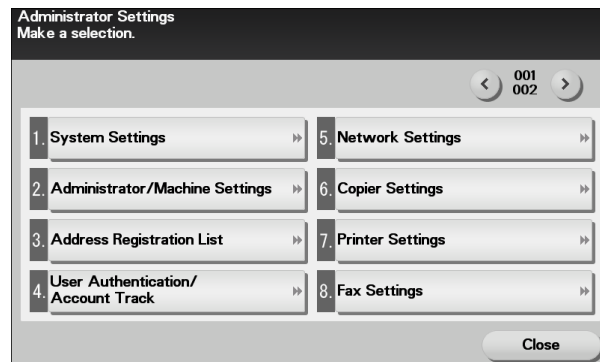 Administrator Settings
Make a selection.
001
002
1. System Settings
2. Administrator/Machine Settings
3. Address Registration List
4. User Authentication/
Account Track
5. Network Settings
6. Copier Settings
7. Printer Settings
8. Fax Settings
Close